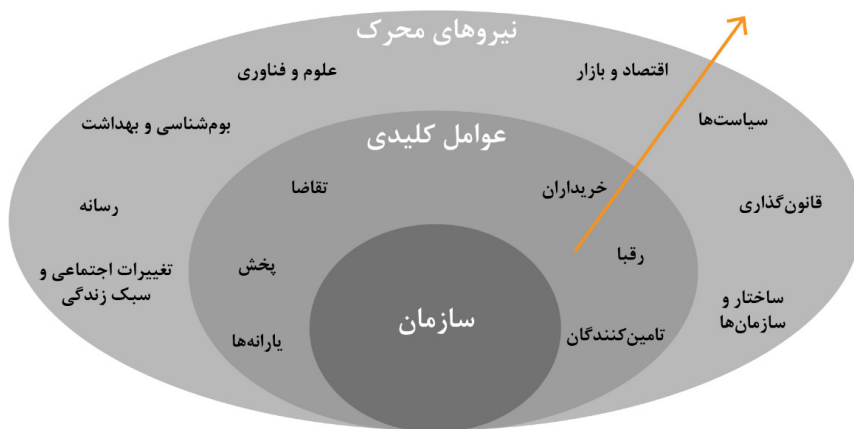 نیروهای محرک
اقتصاد و بازار
علوم و فناوری
سیاست‌ها
بوم‌شناسی و بهداشت
قانون‌گذاری
رسانه
ساختار و
سازمان‌ها
تغییرات اجتماعی و
سبک زندگی
عوامل کلیدی
خریداران
تقاضا
رقبا
پخش
تامین‌کنندگان
یارانه‌ها
سازمان